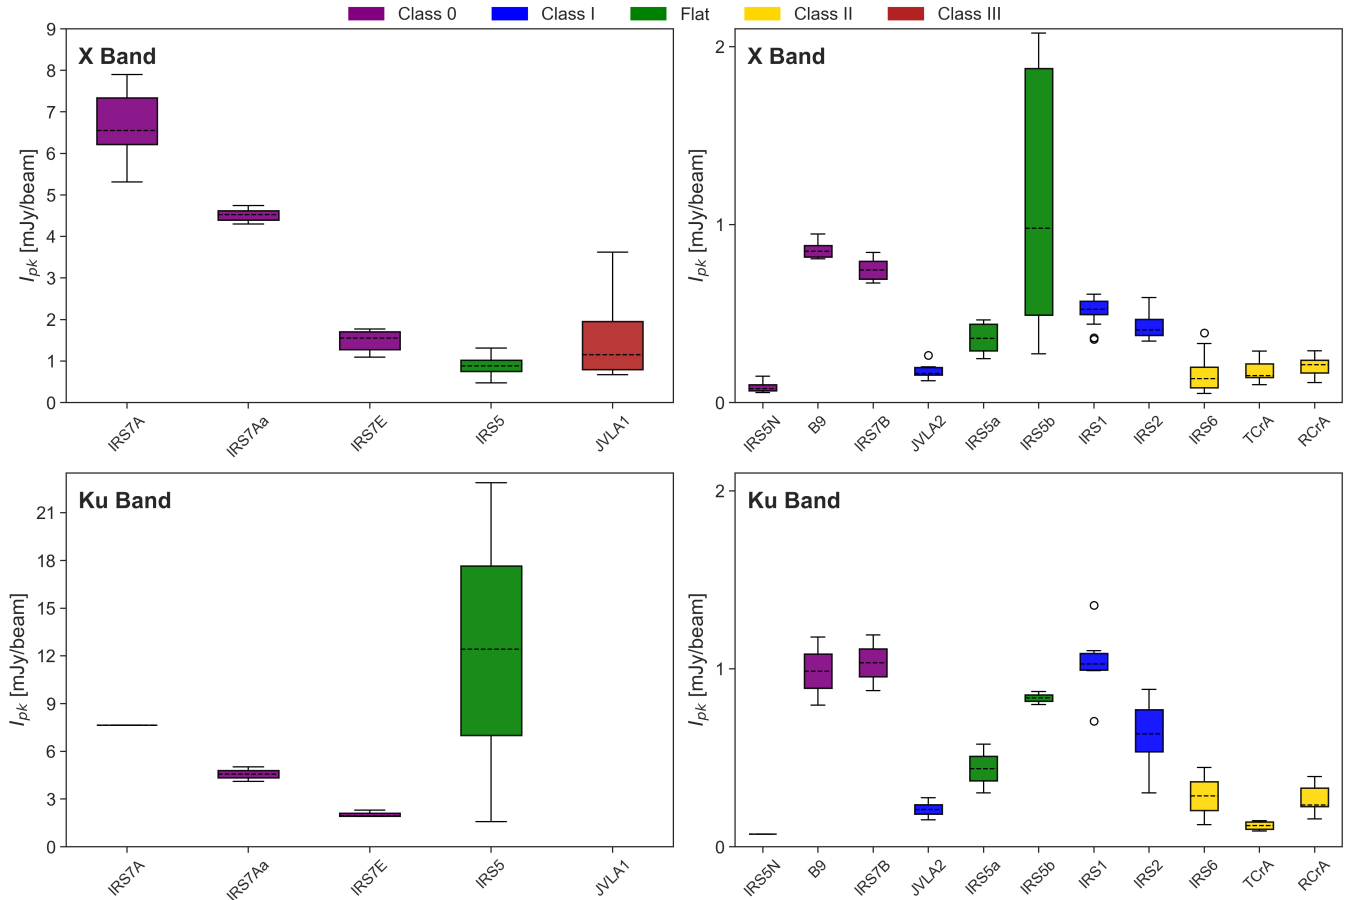 Class 0 Class I Flat Class II Class III
X Band
I_pk [mJy/beam]
9
8
7
6
5
4
3
2
1
0
IRS7A IRS7Aa IRS7E IRS5 JVLA1
X Band
I_pk [mJy/beam]
2
1
0
IRS5N B9 IRS7B JVLA2 IRS5a IRS5b IRS1 IRS2 IRS6 TCrA RCrA
Ku Band
I_pk [mJy/beam]
21
18
15
12
9
6
3
0
IRS7A IRS7Aa IRS7E IRS5 JVLA1
Ku Band
I_pk [mJy/beam]
2
1
0
IRS5N B9 IRS7B JVLA2 IRS5a IRS5b IRS1 IRS2 IRS6 TCrA RCrA